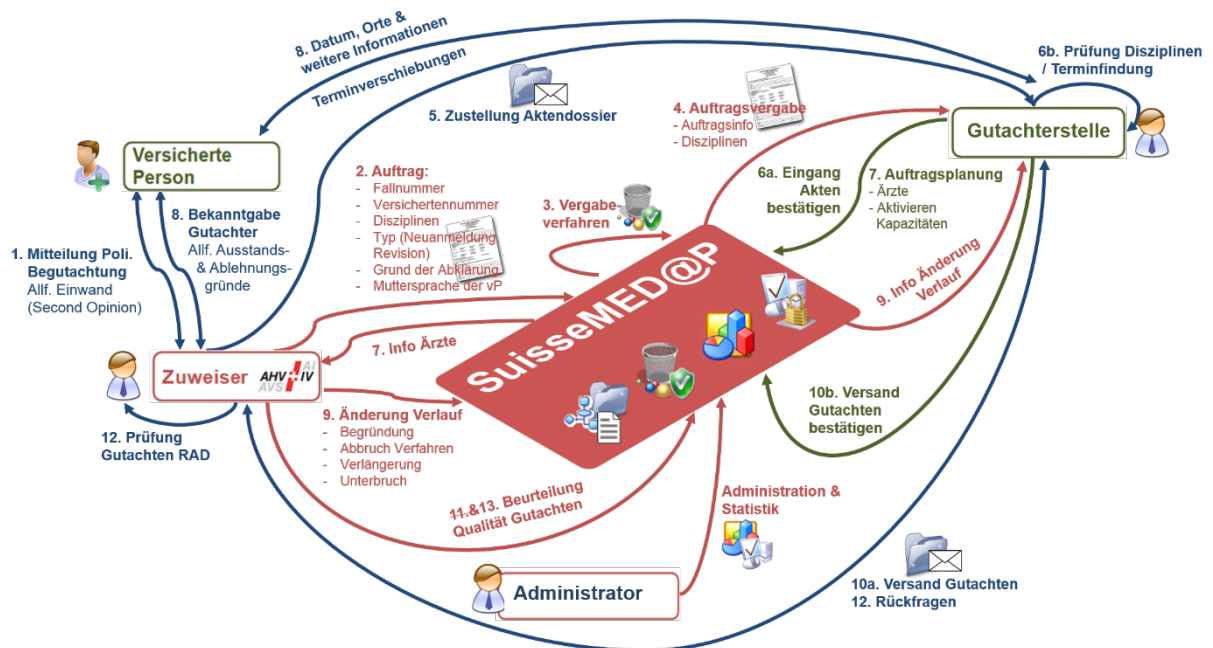 8. Datum, Orte &
weitere Informationen
Terminverschiebungen
5. Zustellung Aktendossier
6b. Prüfung Disziplinen
/ Terminfindung
4. Auftragsvergabe
- Auftragsinfo
- Disziplinen
Gutachterstelle
Versicherte
Person
2. Auftrag:
- Fallnummer
- Versichertennummer
- Disziplinen
- Typ (Neuanmeldung
Revision)
- Grund der Abklärung
- Muttersprache der vP
3. Vergabe-
verfahren
6a. Eingang
Akten
bestätigen
7. Auftragsplanung
- Ärzte
- Aktivieren
Kapazitäten
8. Bekanntgabe
Gutachter
Allf. Ausstands-
& Ablehnungs-
gründe
1. Mitteilung Poli.
Begutachtung
Allf. Einwand
(Second Opinion)
SuisseMED@P
9. Info Änderung
Verlauf
7. Info Ärzte
Zuweiser
AHV IV
AVS AI
12. Prüfung
Gutachten RAD
9. Änderung Verlauf
- Begründung
- Abbruch Verfahren
- Verlängerung
- Unterbruch
10b. Versand
Gutachten
bestätigen
11.&13. Beurteilung
Qualität Gutachten
Administration &
Statistik
Administrator
10a. Versand Gutachten
12. Rückfragen